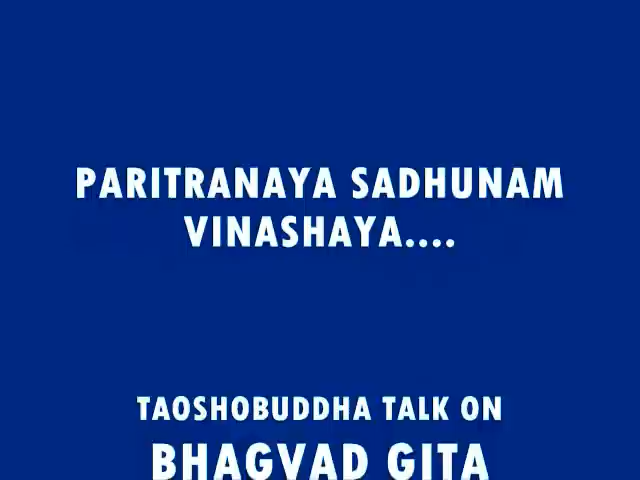 PARITRANAYA SADHUNAM
VINASHAYA....
TAOSHOBUDDHA TALK ON
BHAGVAD GITA